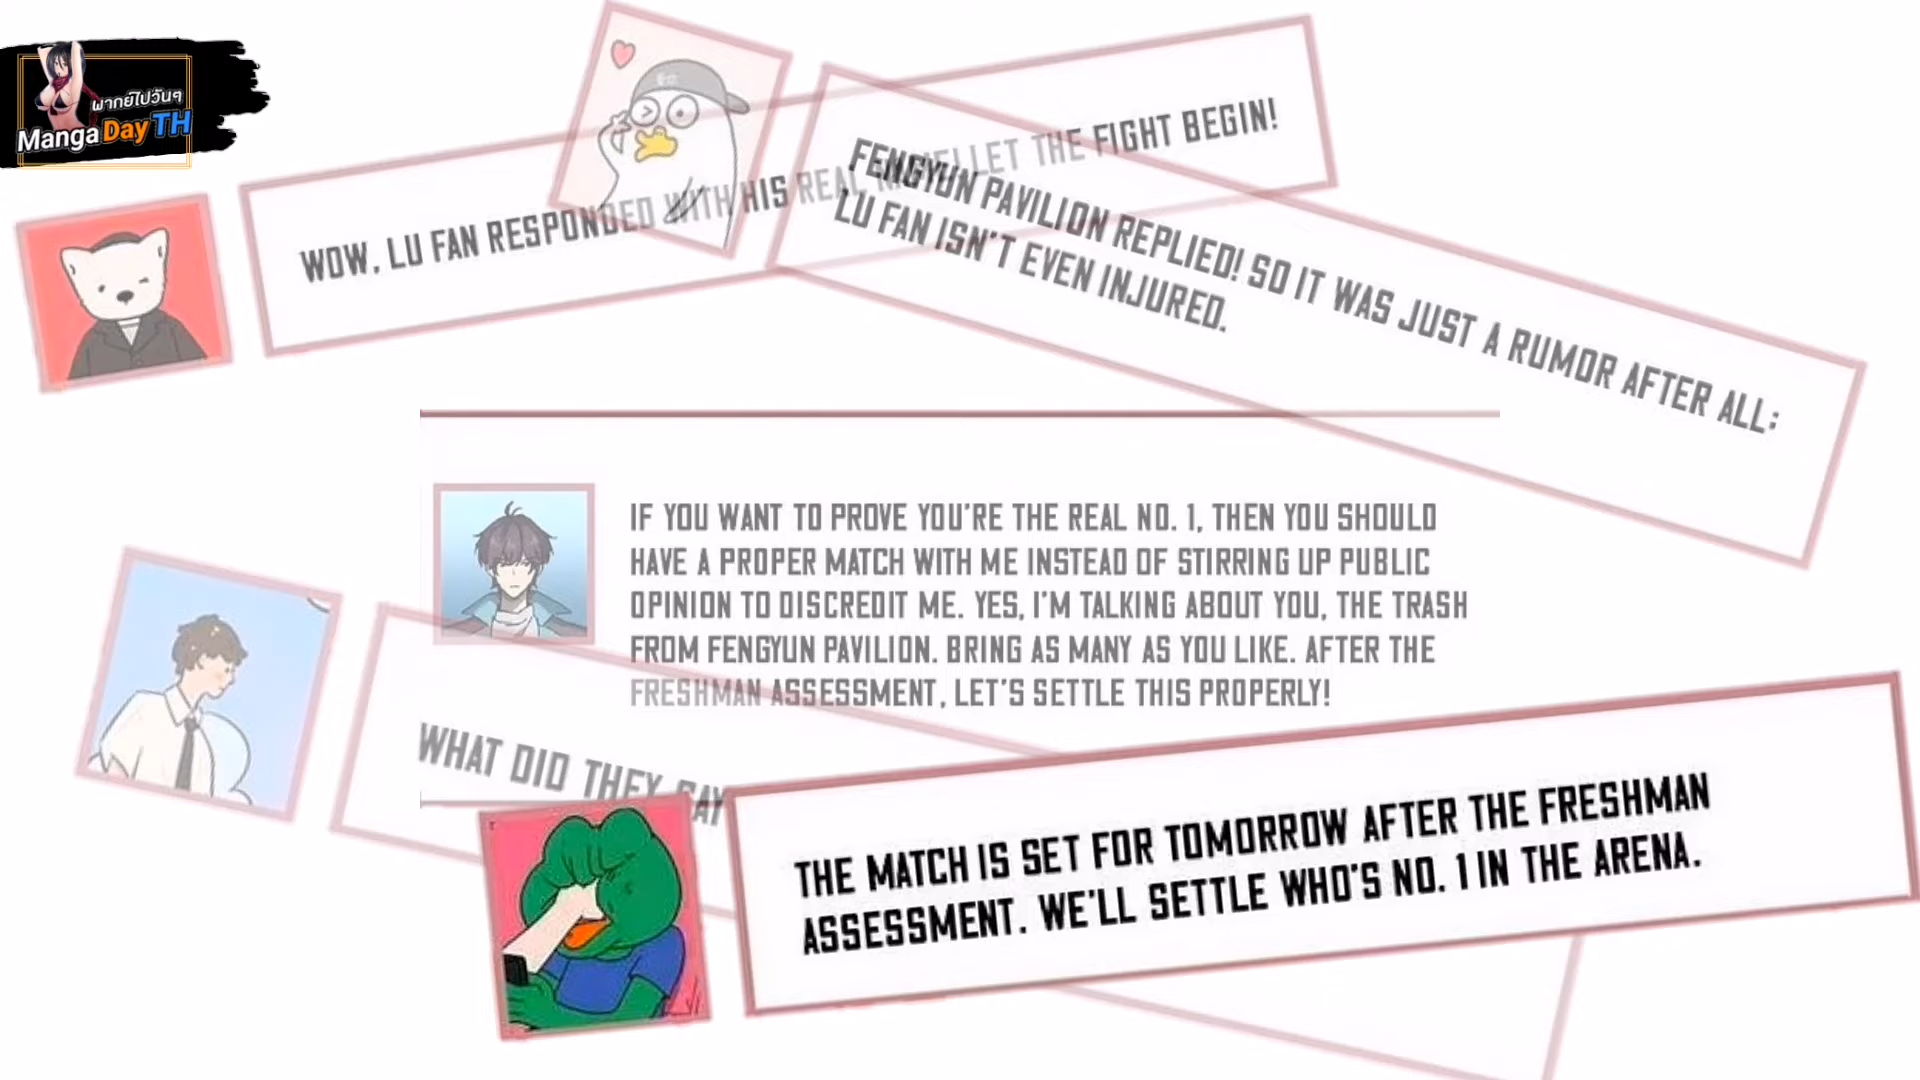 พากย์ไปวันๆ
MangaDayTH
WOW, LU FAN RESPONDED WITH HIS REAL LET THE FIGHT BEGIN!
FENGYUN PAVILION REPLIED! SO IT WAS JUST A RUMOR AFTER ALL:
LU FAN ISN'T EVEN INJURED.
IF YOU WANT TO PROVE YOU'RE THE REAL NO. 1, THEN YOU SHOULD
HAVE A PROPER MATCH WITH ME INSTEAD OF STIRRING UP PUBLIC
OPINION TO DISCREDIT ME. YES, I'M TALKING ABOUT YOU, THE TRASH
FROM FENGYUN PAVILION. BRING AS MANY AS YOU LIKE. AFTER THE
FRESHMAN ASSESSMENT, LET'S SETTLE THIS PROPERLY!
WHAT DID THEY SAY
THE MATCH IS SET FOR TOMORROW AFTER THE FRESHMAN
ASSESSMENT. WE'LL SETTLE WHO'S NO. 1 IN THE ARENA.